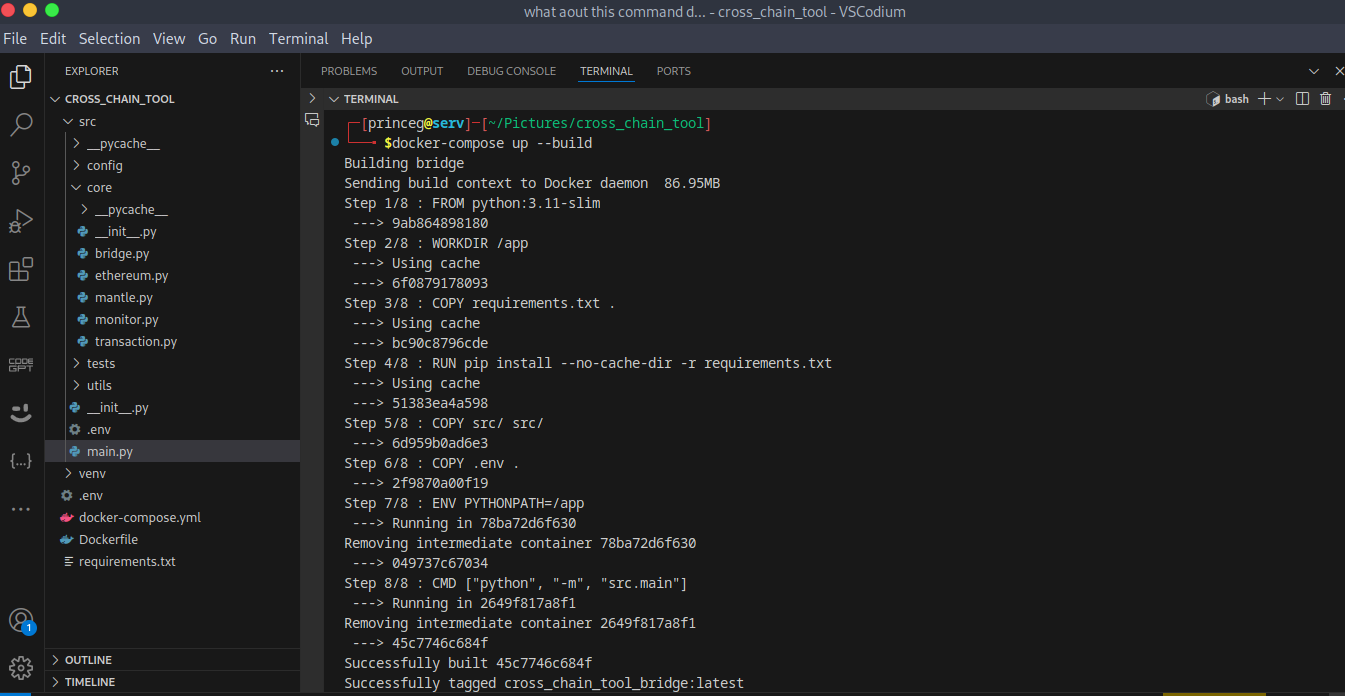 what aout this command d... - cross_chain_tool - VSCodium
File Edit Selection View Go Run Terminal Help
EXPLORER ...
CROSS_CHAIN_TOOL
src
__pycache__
config
core
__pycache__
__init__.py
bridge.py
ethereum.py
mantle.py
monitor.py
transaction.py
tests
utils
__init__.py
.env
main.py
venv
.env
docker-compose.yml
Dockerfile
requirements.txt
OUTLINE
TIMELINE
CODE
GPT
{...}
1
PROBLEMS OUTPUT DEBUG CONSOLE TERMINAL PORTS
TERMINAL
bash
[princeg@serv]-[~/Pictures/cross_chain_tool]
$docker-compose up --build
Building bridge
Sending build context to Docker daemon  86.95MB
Step 1/8 : FROM python:3.11-slim
---> 9ab864898180
Step 2/8 : WORKDIR /app
---> Using cache
---> 6f0879178093
Step 3/8 : COPY requirements.txt .
---> Using cache
---> bc90c8796cde
Step 4/8 : RUN pip install --no-cache-dir -r requirements.txt
---> Using cache
---> 51383ea4a598
Step 5/8 : COPY src/ src/
---> 6d959b0ad6e3
Step 6/8 : COPY .env .
---> 2f9870a00f19
Step 7/8 : ENV PYTHONPATH=/app
---> Running in 78ba72d6f630
Removing intermediate container 78ba72d6f630
---> 049737c67034
Step 8/8 : CMD ["python", "-m", "src.main"]
---> Running in 2649f817a8f1
Removing intermediate container 2649f817a8f1
---> 45c7746c684f
Successfully built 45c7746c684f
Successfully tagged cross_chain_tool_bridge:latest